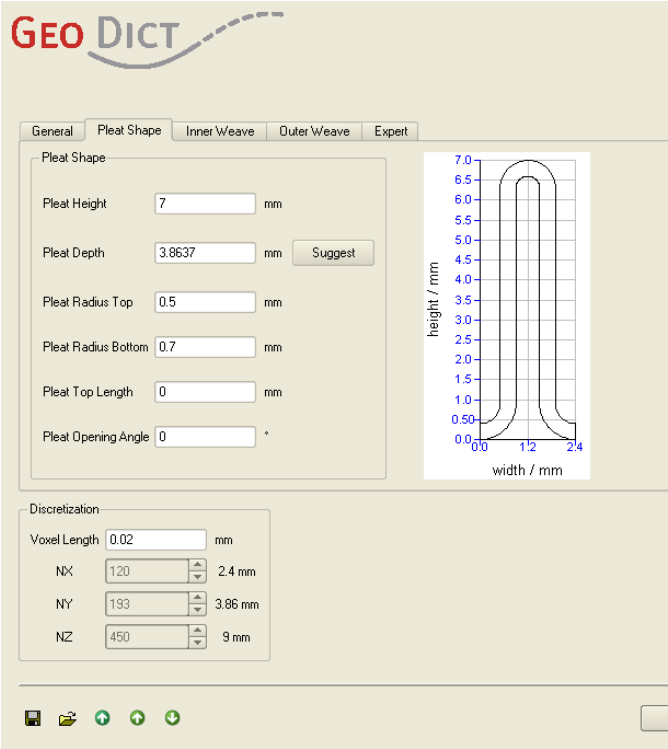 GEO DICT
General Pleat Shape Inner Weave Outer Weave Expert
Pleat Shape
Pleat Height 7 mm
Pleat Depth 3.8637 mm Suggest
Pleat Radius Top 0.5 mm
Pleat Radius Bottom 0.7 mm
Pleat Top Length 0 mm
Pleat Opening Angle 0 °
7.0
6.5
6.0
5.5
5.0
4.5
4.0
3.5
3.0
2.5
2.0
1.5
1.0
0.50
0.0
height / mm
0.0 1.2 2.4
width / mm
Discretization
Voxel Length 0.02 mm
NX 120 2.4 mm
NY 193 3.86 mm
NZ 450 9 mm